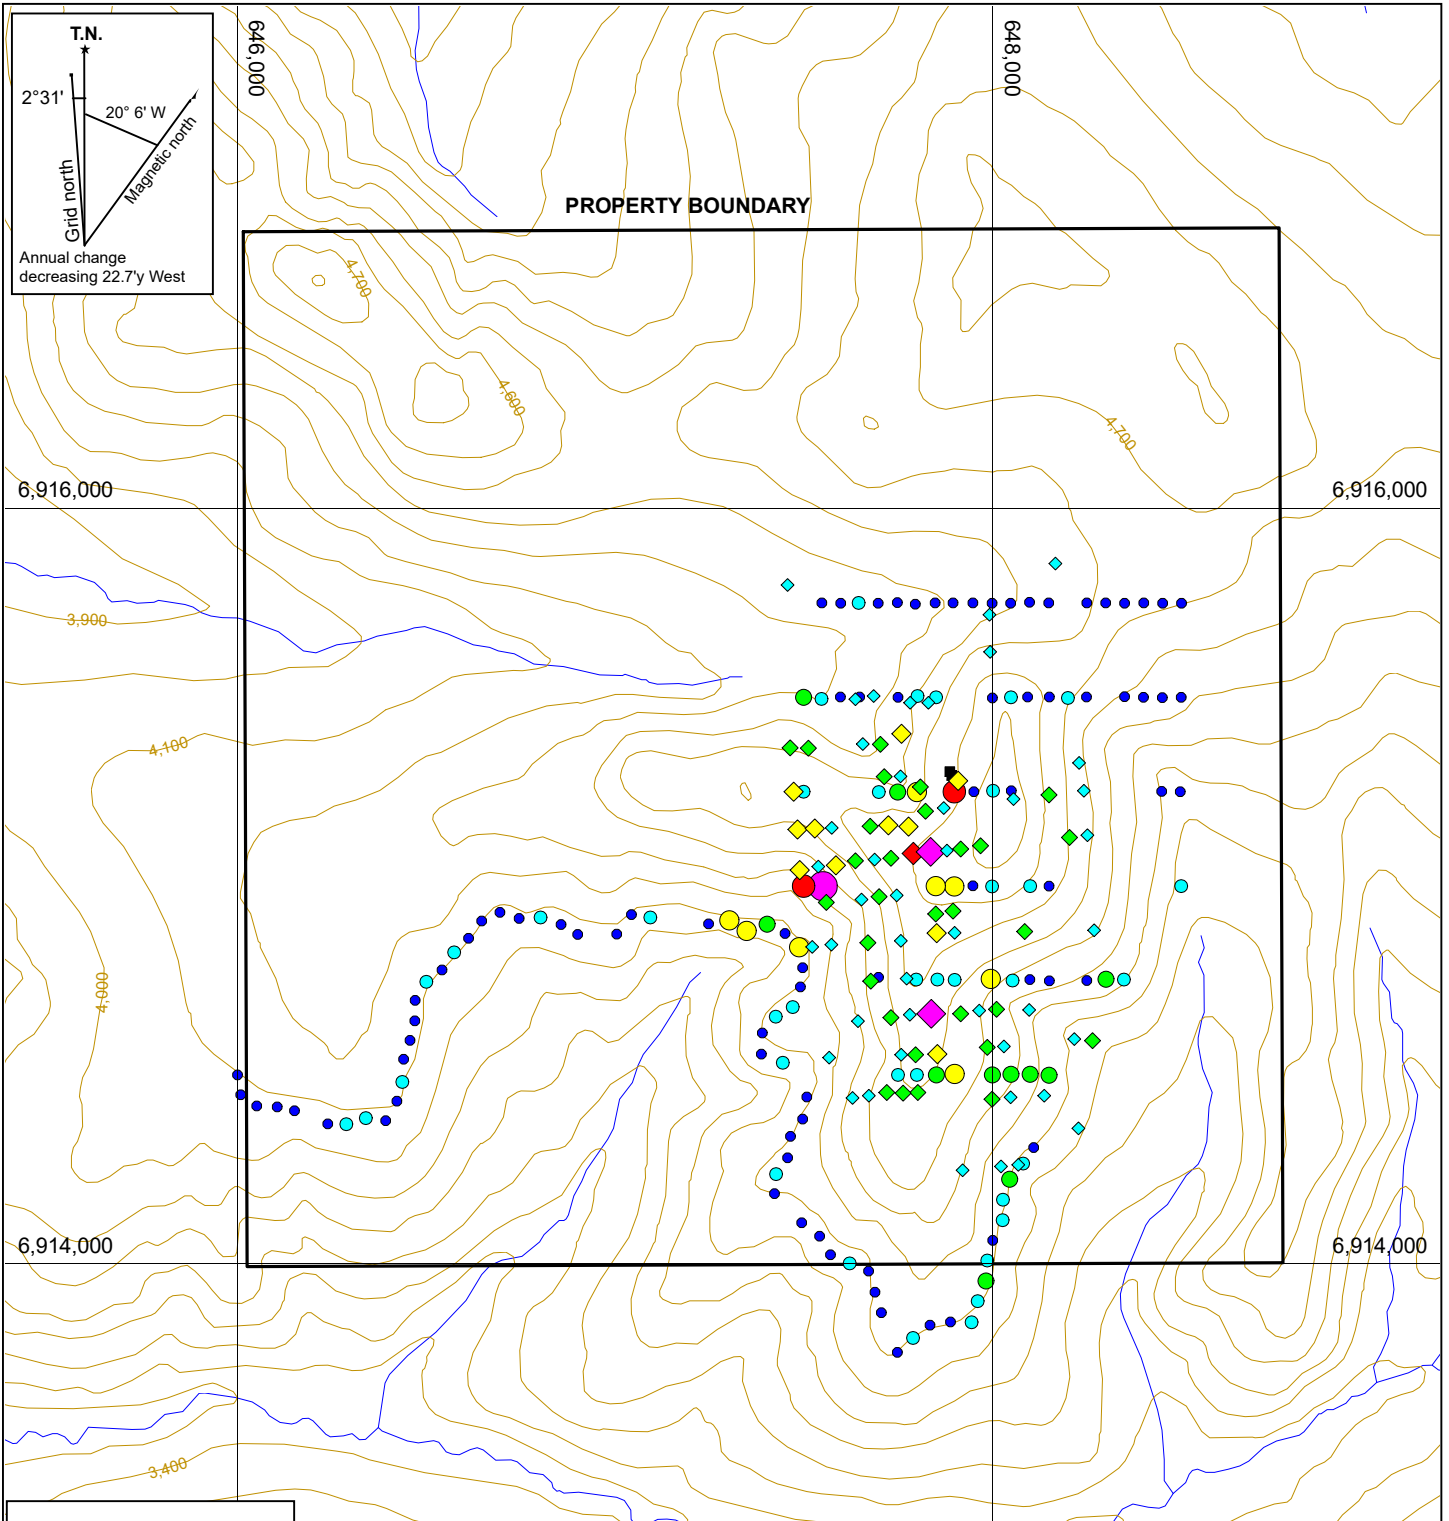 T.N.
2°31'
20° 6' W
Grid north
Magnetic north
Annual change
decreasing 22.7'y West
646,000
648,000
PROPERTY BOUNDARY
4,700
4,600
4,700
6,916,000
6,916,000
3,900
4,100
4,000
6,914,000
6,914,000
3,400